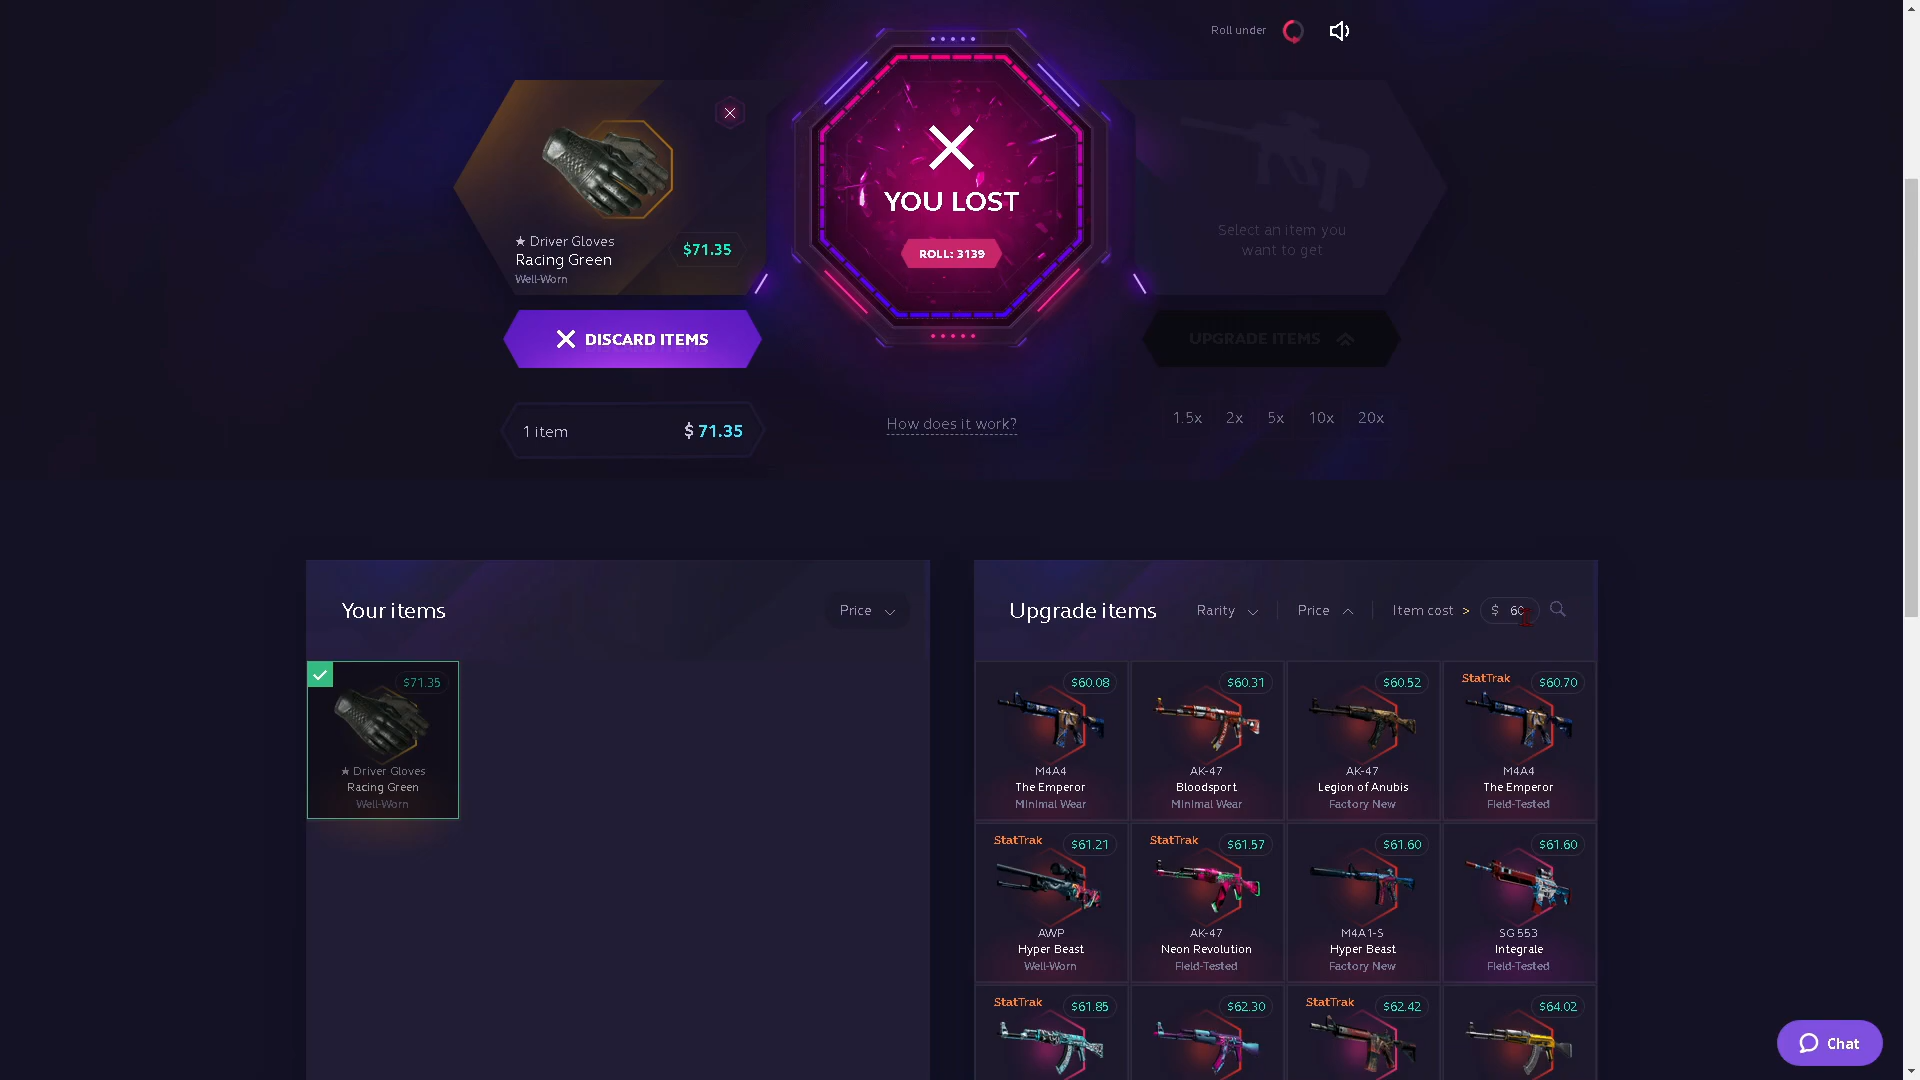 Roll under
YOU LOST
ROLL: 3139
★ Driver Gloves
Racing Green
Well-Worn
$71.35
Select an item you
want to get
DISCARD ITEMS
UPGRADE ITEMS
1 item
$ 71.35
How does it work?
1.5x 2x 5x 10x 20x
Your items
Price
Upgrade items
Rarity
Price
Item cost >
$ 60
$71.35
★ Driver Gloves
Racing Green
Well-Worn
$60.08
M4A4
The Emperor
Minimal Wear
$60.31
AK-47
Bloodsport
Minimal Wear
$60.52
AK-47
Legion of Anubis
Factory New
StatTrak
$60.70
M4A4
The Emperor
Field-Tested
StatTrak
$61.21
AWP
Hyper Beast
Well-Worn
StatTrak
$61.57
AK-47
Neon Revolution
Field-Tested
$61.60
M4A1-S
Hyper Beast
Factory New
$61.60
SG 553
Integrale
Field-Tested
StatTrak
$61.85
$62.30
StatTrak
$62.42
$64.02
Chat